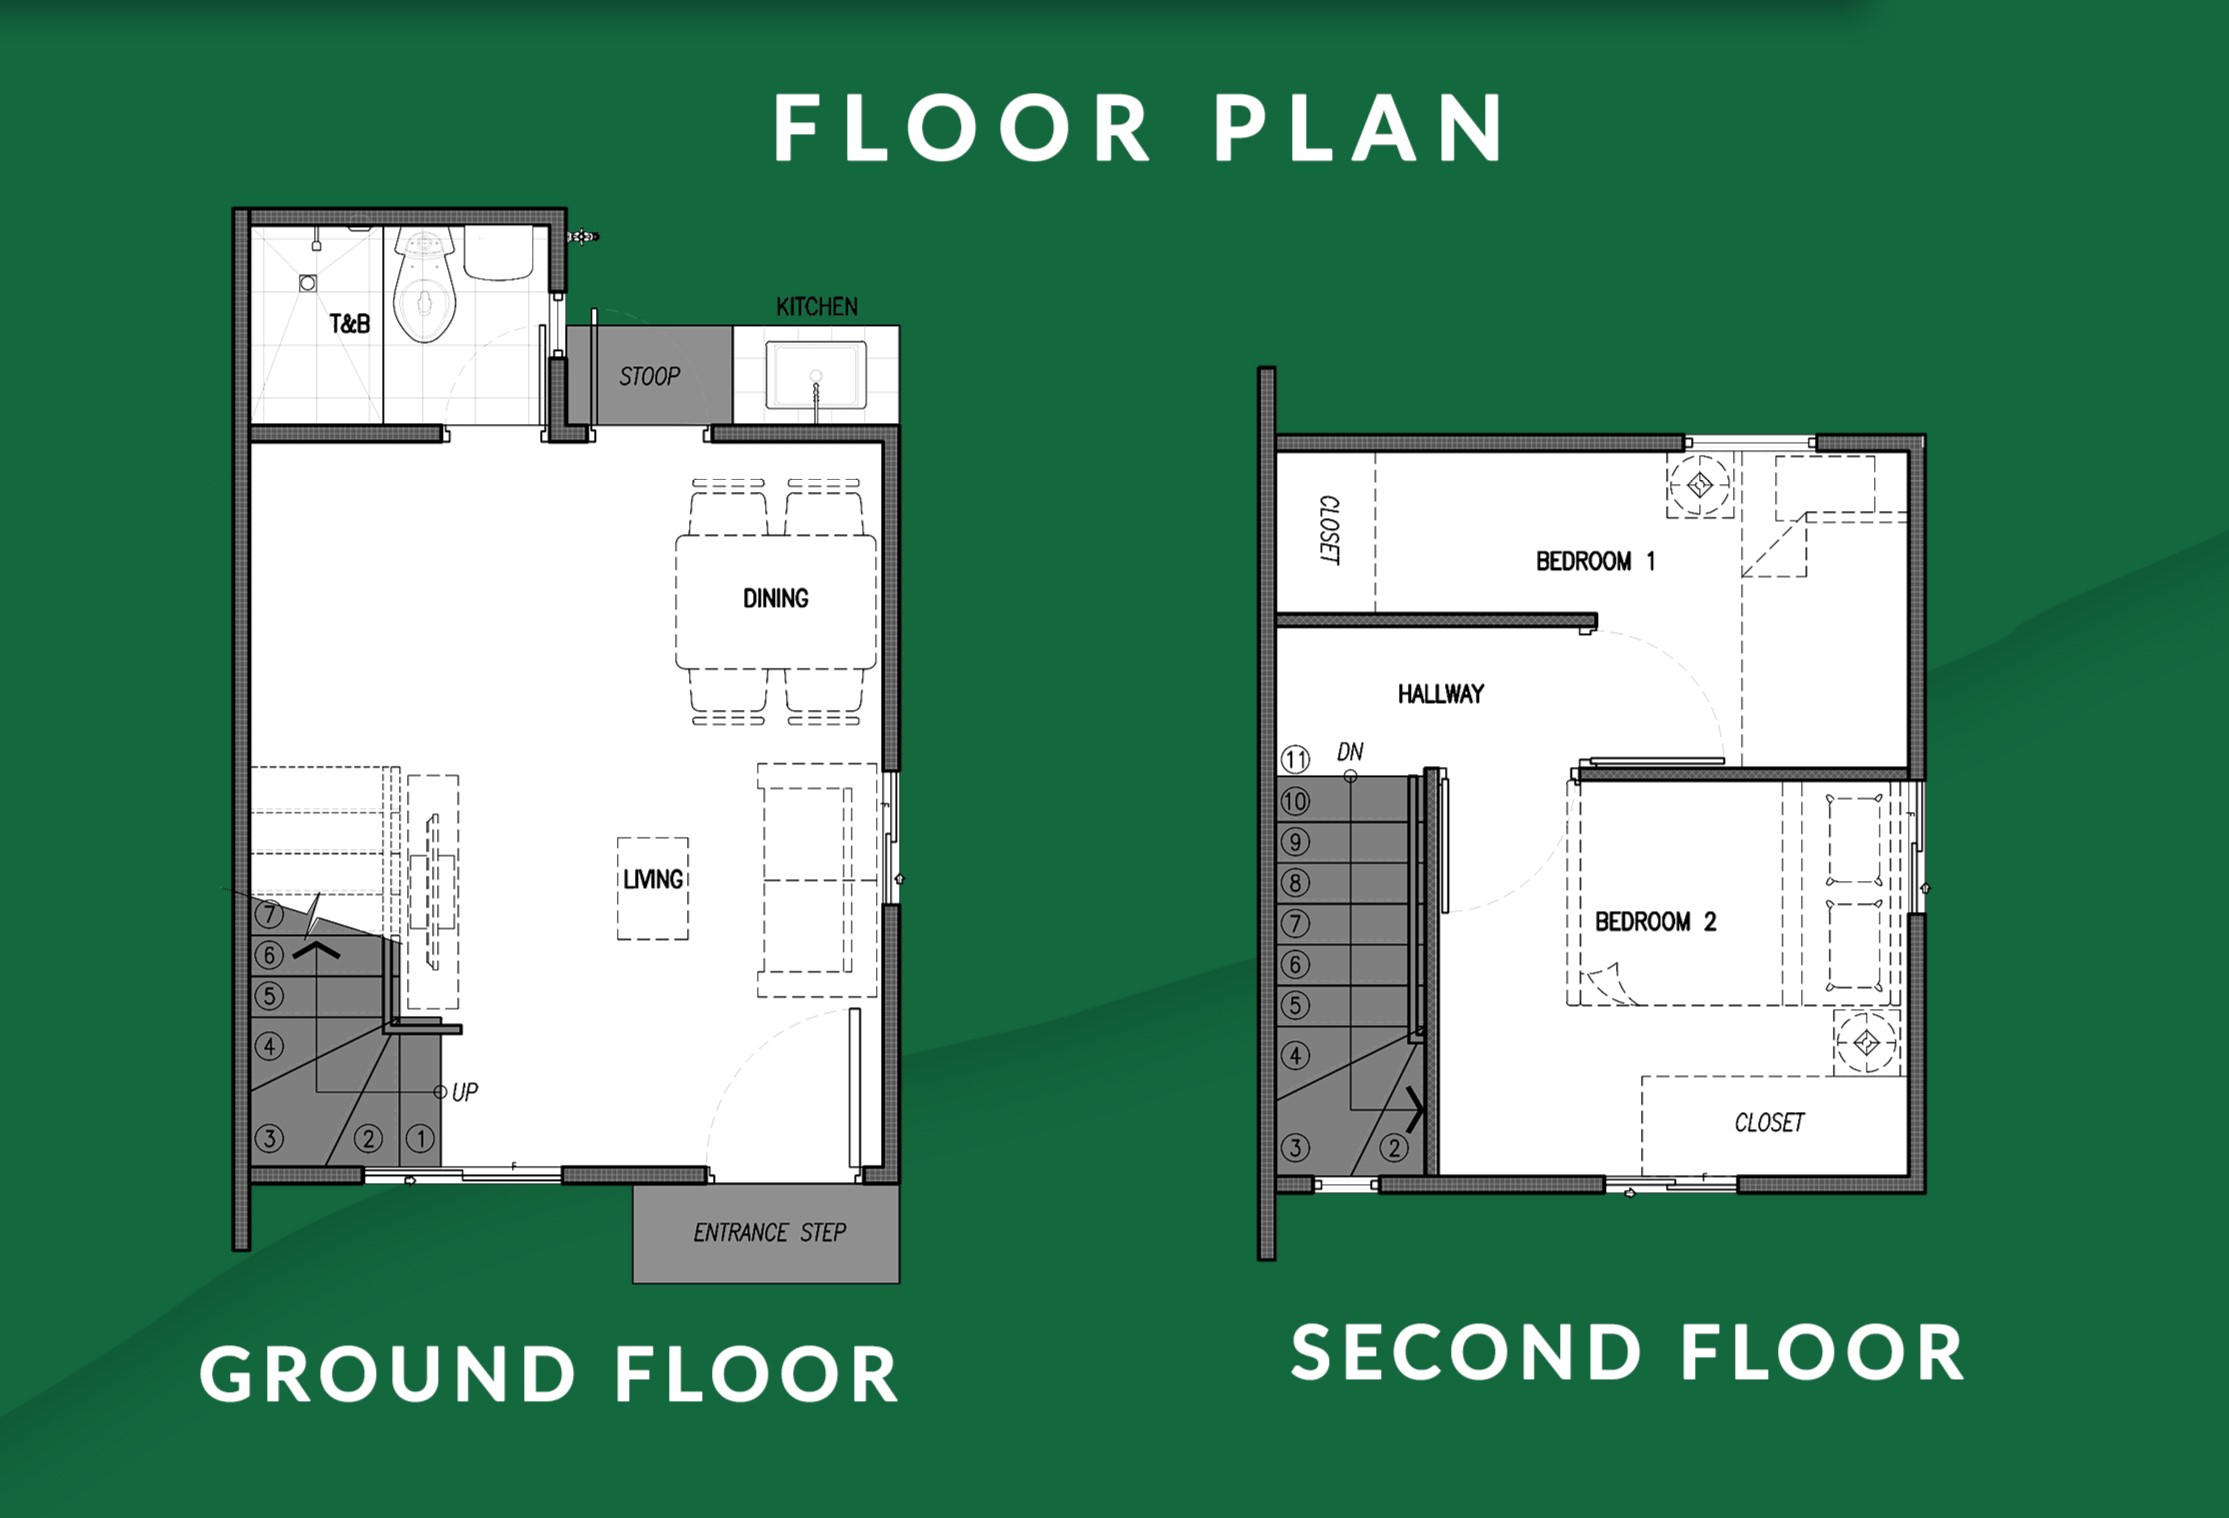 FLOOR PLAN
T&B
KITCHEN
STOOP
DINING
LIVING
7
6
5
4
UP
3 2 1
ENTRANCE STEP
GROUND FLOOR
CLOSET
BEDROOM 1
HALLWAY
11 DN
10
9
8
7
6
5
4
3 2
BEDROOM 2
CLOSET
SECOND FLOOR